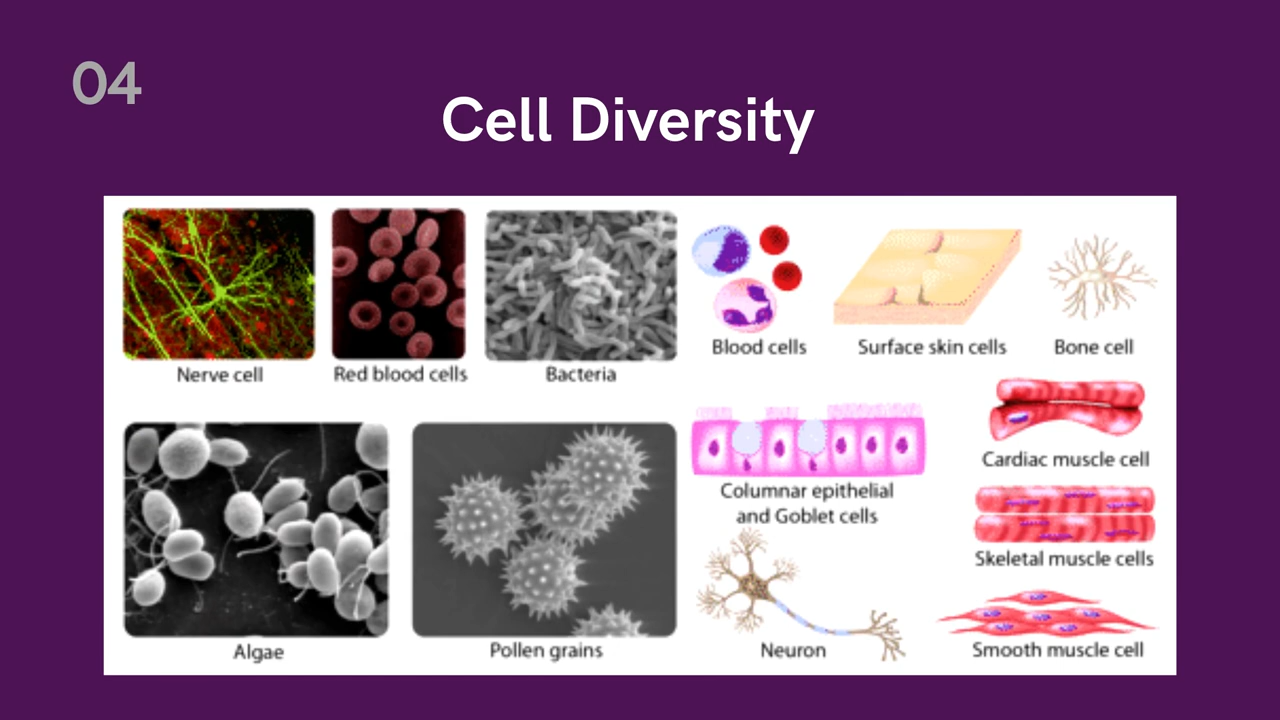 04
Cell Diversity
Nerve cell
Red blood cells
Bacteria
Blood cells
Surface skin cells
Bone cell
Algae
Pollen grains
Columnar epithelial
and Goblet cells
Neuron
Cardiac muscle cell
Skeletal muscle cells
Smooth muscle cell